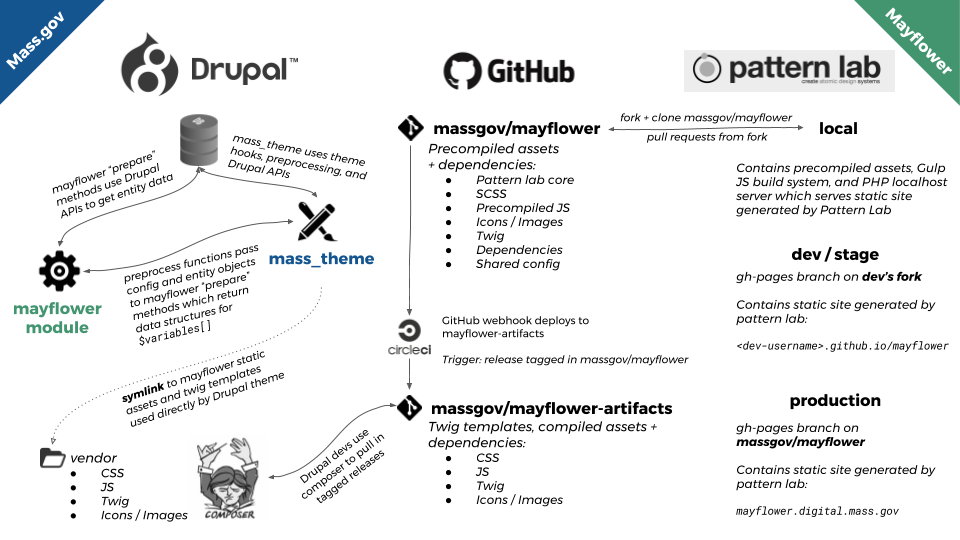 Mass.gov
Mayflower
Drupal™
GitHub
pattern lab
create atomic design systems
mayflower "prepare"
methods use Drupal
APIs to get entity data
mass_theme uses theme
hooks, preprocessing, and
Drupal APIs
mass_theme
mayflower
module
preprocess functions pass
config and entity objects
to mayflower "prepare"
methods which return
data structures for
$variables[]
symlink to mayflower static
assets and twig templates
used directly by Drupal theme
vendor
● CSS
● JS
● Twig
● Icons / Images
COMPOSER
Drupal devs use
composer to pull in
tagged releases
massgov/mayflower
Precompiled assets
+ dependencies:
● Pattern lab core
● SCSS
● Precompiled JS
● Icons / Images
● Twig
● Dependencies
● Shared config
circleci
GitHub webhook deploys to
mayflower-artifacts
Trigger: release tagged in massgov/mayflower
massgov/mayflower-artifacts
Twig templates, compiled assets +
dependencies:
● CSS
● JS
● Twig
● Icons / Images
fork + clone massgov/mayflower
pull requests from fork
local
Contains precompiled assets, Gulp
JS build system, and PHP localhost
server which serves static site
generated by Pattern Lab
dev / stage
gh-pages branch on dev's fork
Contains static site generated by
pattern lab:
<dev-username>.github.io/mayflower
production
gh-pages branch on
massgov/mayflower
Contains static site generated by
pattern lab:
mayflower.digital.mass.gov